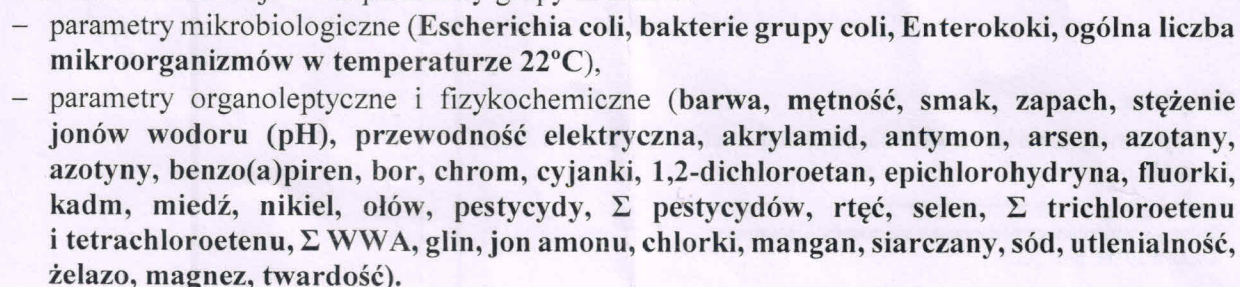 – parametry mikrobiologiczne (Escherichia coli, bakterie grupy coli, Enterokoki, ogólna liczba
mikroorganizmów w temperaturze 22ºC),
– parametry organoleptyczne i fizykochemiczne (barwa, mętność, smak, zapach, stężenie
jonów wodoru (pH), przewodność elektryczna, akrylamid, antymon, arsen, azotany,
azotyny, benzo(a)piren, bor, chrom, cyjanki, 1,2-dichloroetan, epichlorohydryna, fluorki,
kadm, miedź, nikiel, ołów, pestycydy, Σ pestycydów, rtęć, selen, Σ trichloroetenu
i tetrachloroetenu, Σ WWA, glin, jon amonu, chlorki, mangan, siarczany, sód, utlenialność,
żelazo, magnez, twardość).